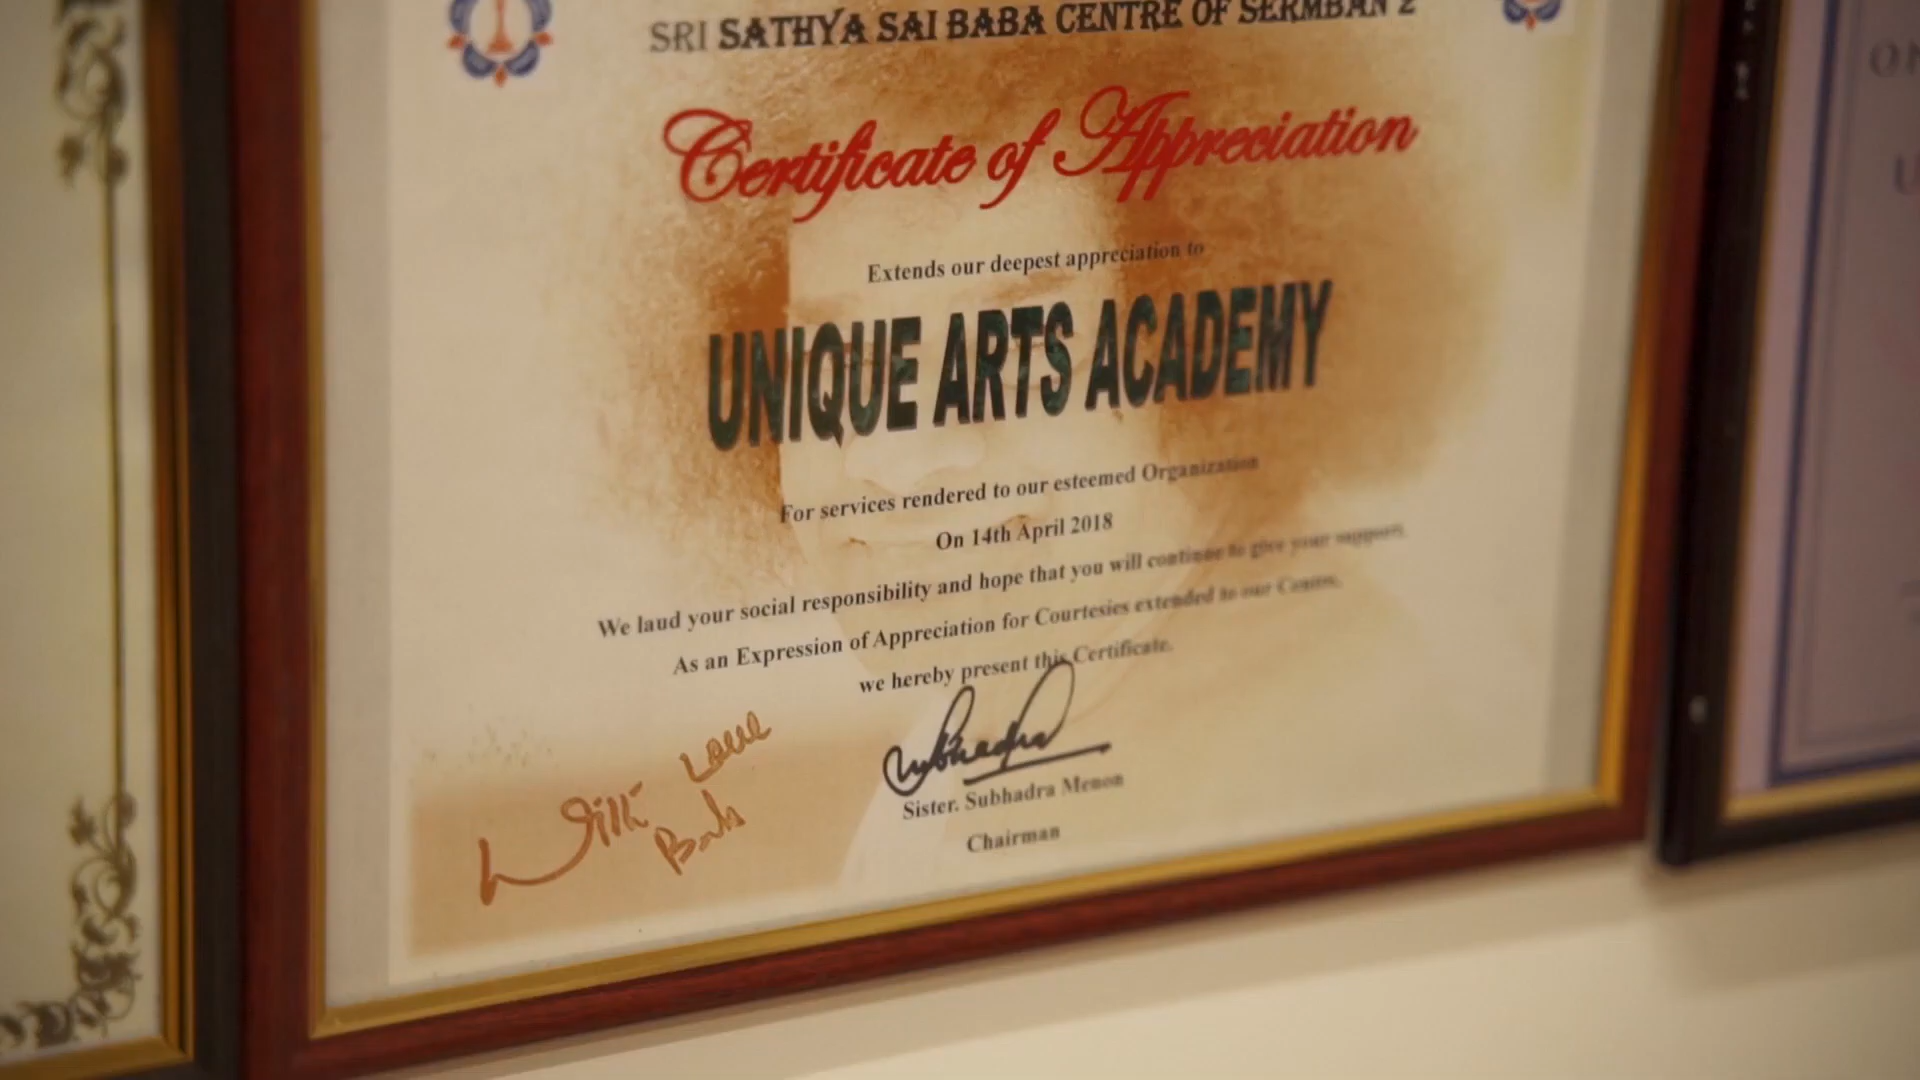 SRI SATHYA SAI BABA CENTRE OF SERMBAN 2
Certificate of Appreciation
Extends our deepest appreciation to
UNIQUE ARTS ACADEMY
For services rendered to our esteemed Organization
On 14th April 2018
We laud your social responsibility and hope that you will continue to give your support.
As an Expression of Appreciation for Courtesies extended to our Centre,
we hereby present this Certificate.
With Love
Baba
Sister. Subhadra Menon
Chairman